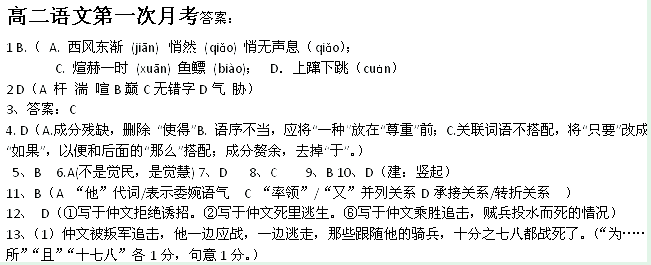 高二语文第一次月考答案：
1 B.（ A. 西风东渐 (jiān) 悄然 (qiǎo) 悄无声息（qiǎo）；
C. 煊赫一时 (xuān) 鱼鳔 (biào)； D．上蹿下跳（cuān）
2 D（A 杆 湍 喧 B 巅 C 无错字 D 气 胁）
3、答案：C
4. D（A.成分残缺，删除 “使得”B. 语序不当，应将“一种”放在“尊重”前；C.关联词语不搭配，将“只要”改成
“如果”，以便和后面的“那么”搭配；成分赘余，去掉“于”。）
5、B 6.A(不是觉民，是觉慧) 7、D 8、C 9、B 10、D（建：竖起）
11、B（A “他”代词/表示委婉语气 C “率领”/“又”并列关系 D 承接关系/转折关系 ）
12、 D（①写于仲文拒绝诱招。②写于仲文死里逃生。⑥写于仲文乘胜追击，贼兵投水而死的情况）
13、（1）仲文被叛军追击，他一边应战，一边逃走，那些跟随他的骑兵，十分之七八都战死了。（“为……
所”“且”“十七八”各 1 分，句意 1 分。）